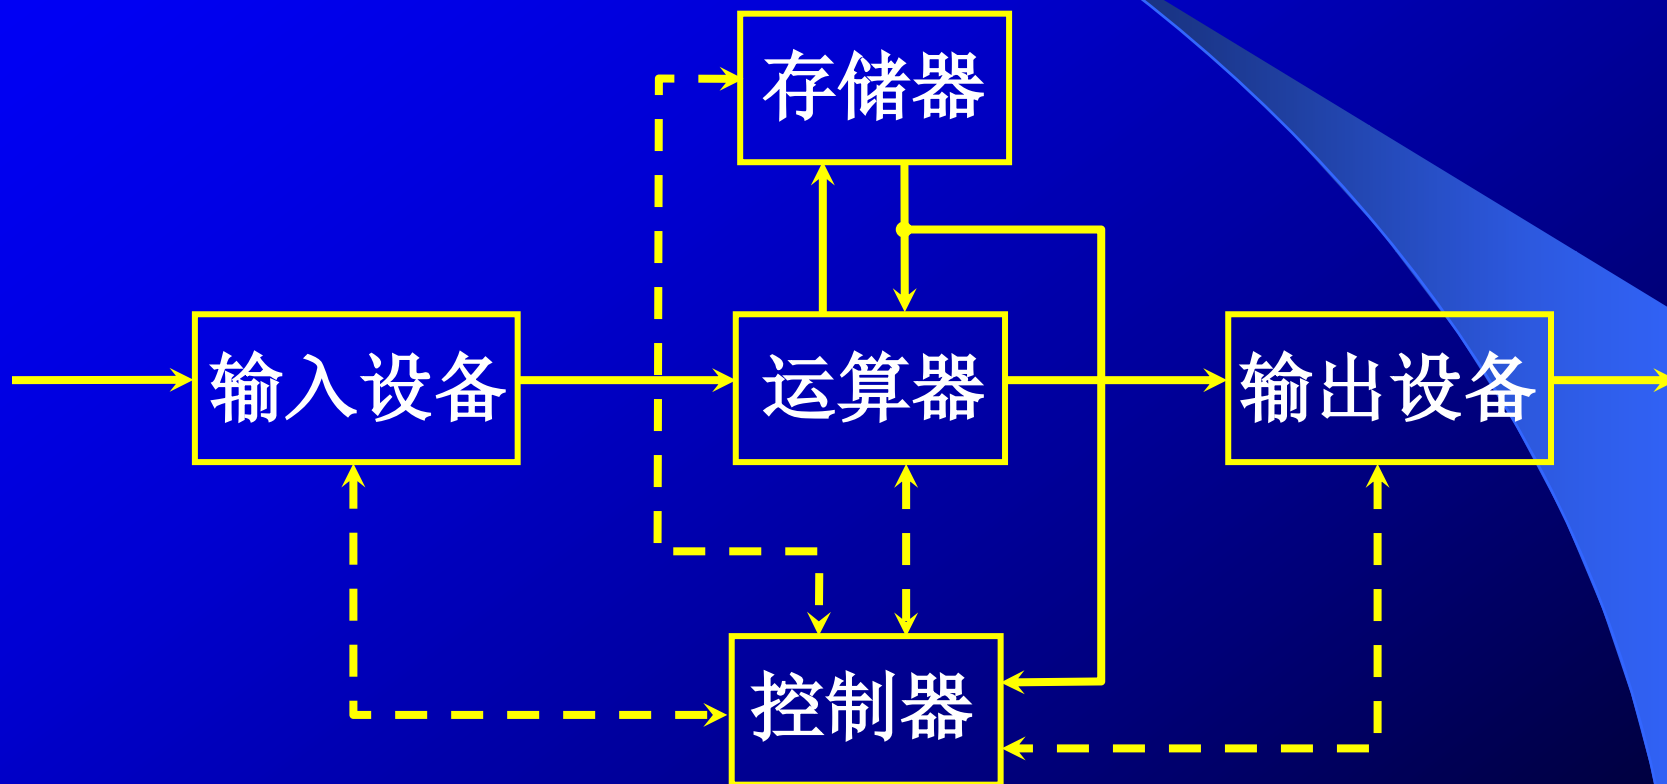 存储器
输入设备
运算器
输出设备
控制器